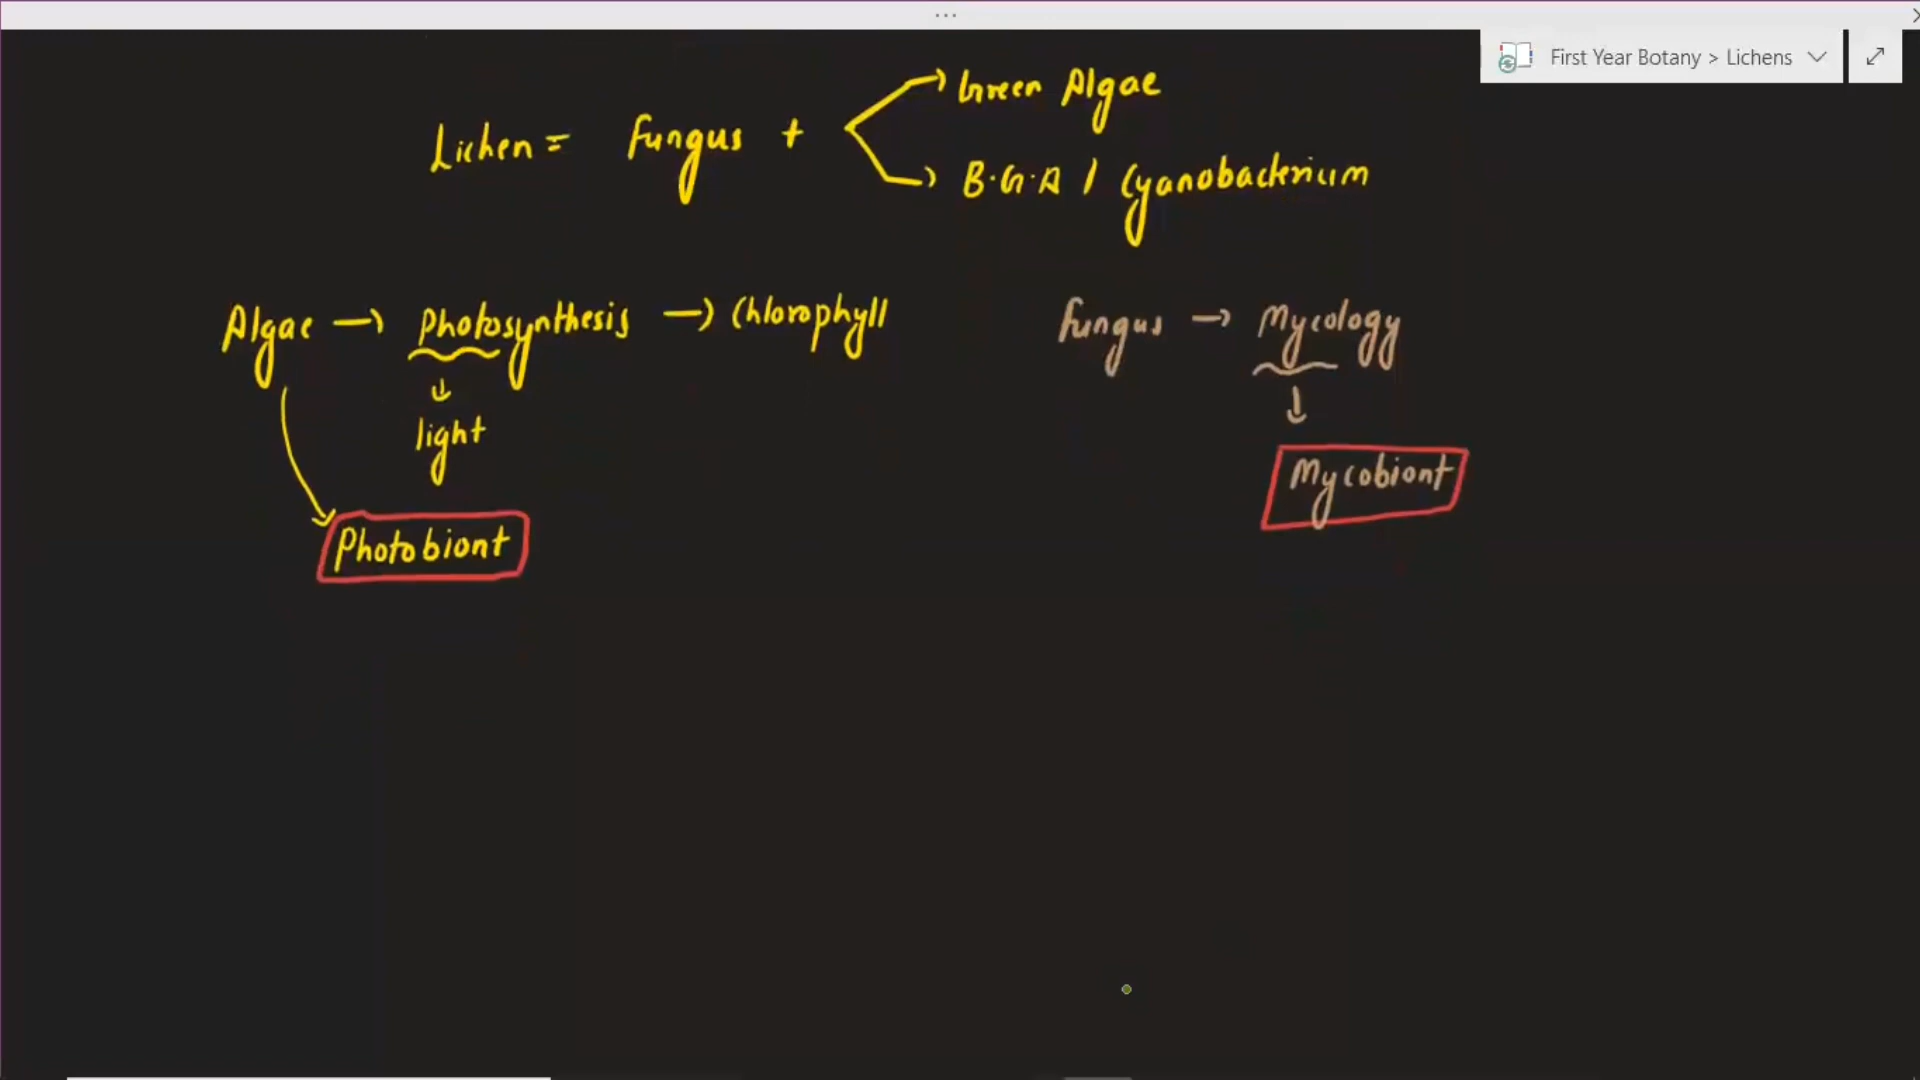 ...
First Year Botany > Lichens
Green Algae
Lichen = Fungus +
B.G.A / Cyanobacterium
Algae → Photosynthesis → Chlorophyll
Fungus → Mycology
light
Mycobiont
Photobiont